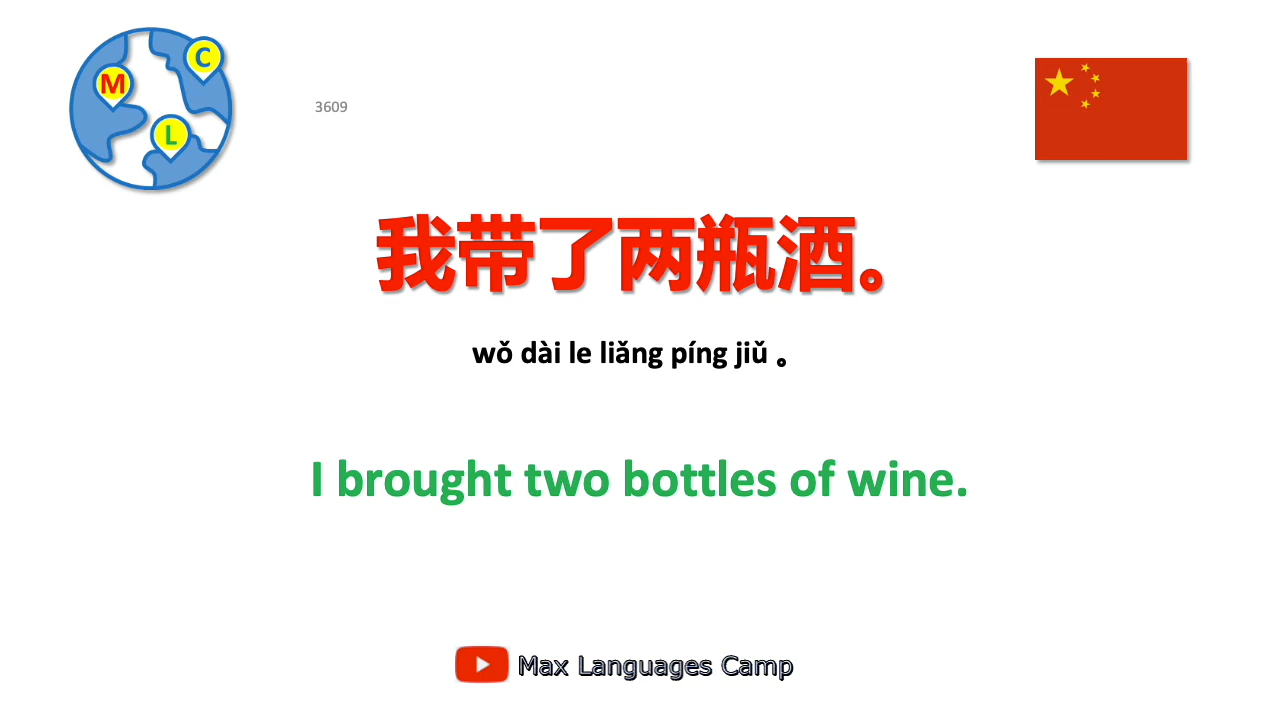 C
M
L
3609
我带了两瓶酒。
wǒ dài le liǎng píng jiǔ 。
I brought two bottles of wine.
Max Languages Camp